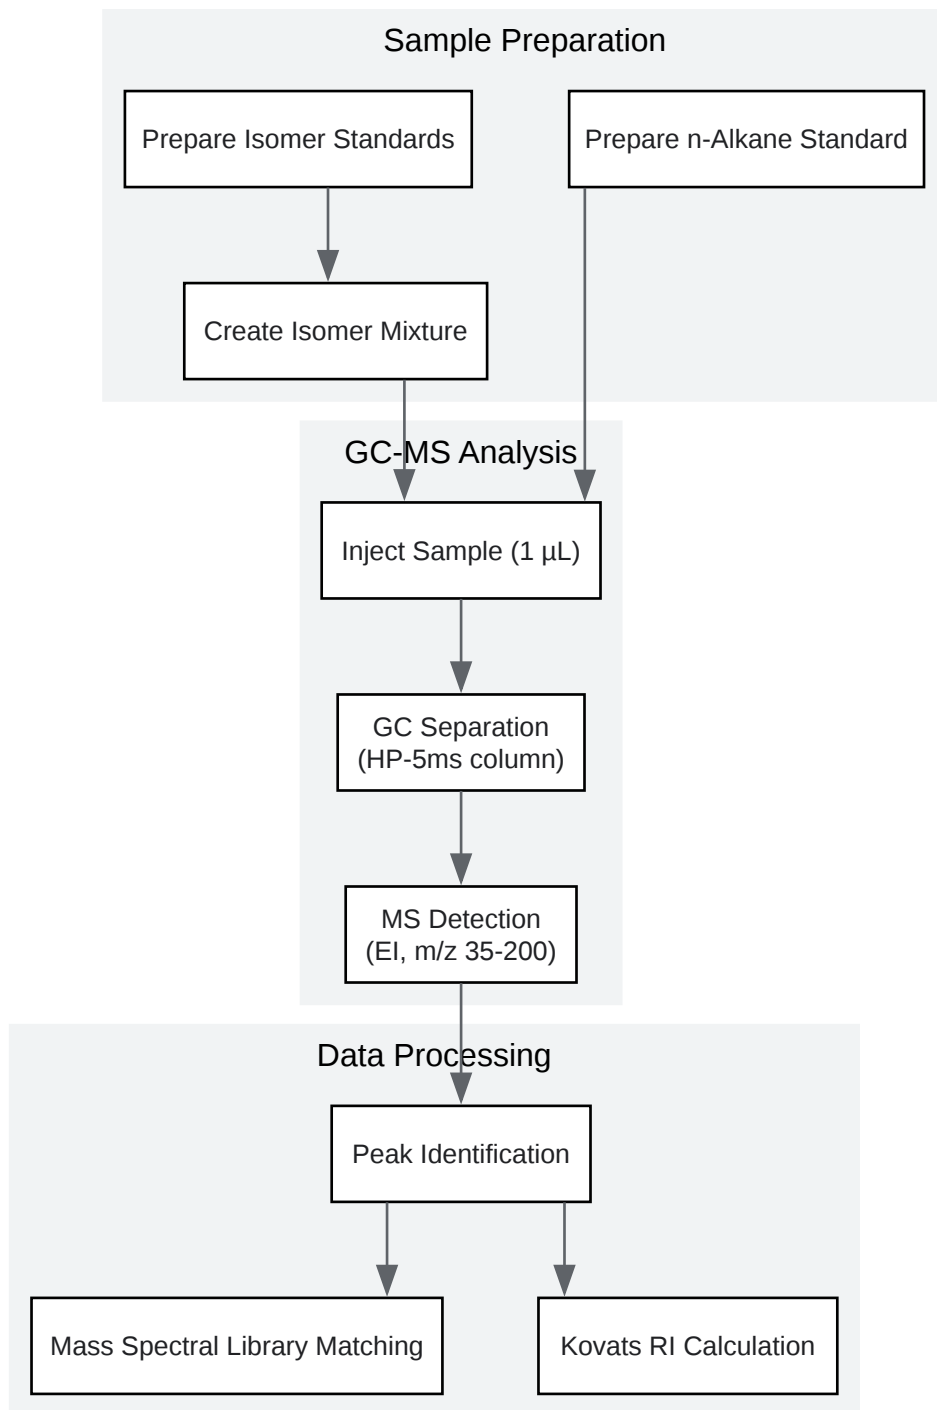 Sample Preparation
Prepare Isomer Standards
Prepare n-Alkane Standard
Create Isomer Mixture
GC-MS Analysis
Inject Sample (1 µL)
GC Separation
(HP-5ms column)
MS Detection
(EI, m/z 35-200)
Data Processing
Peak Identification
Mass Spectral Library Matching
Kovats RI Calculation